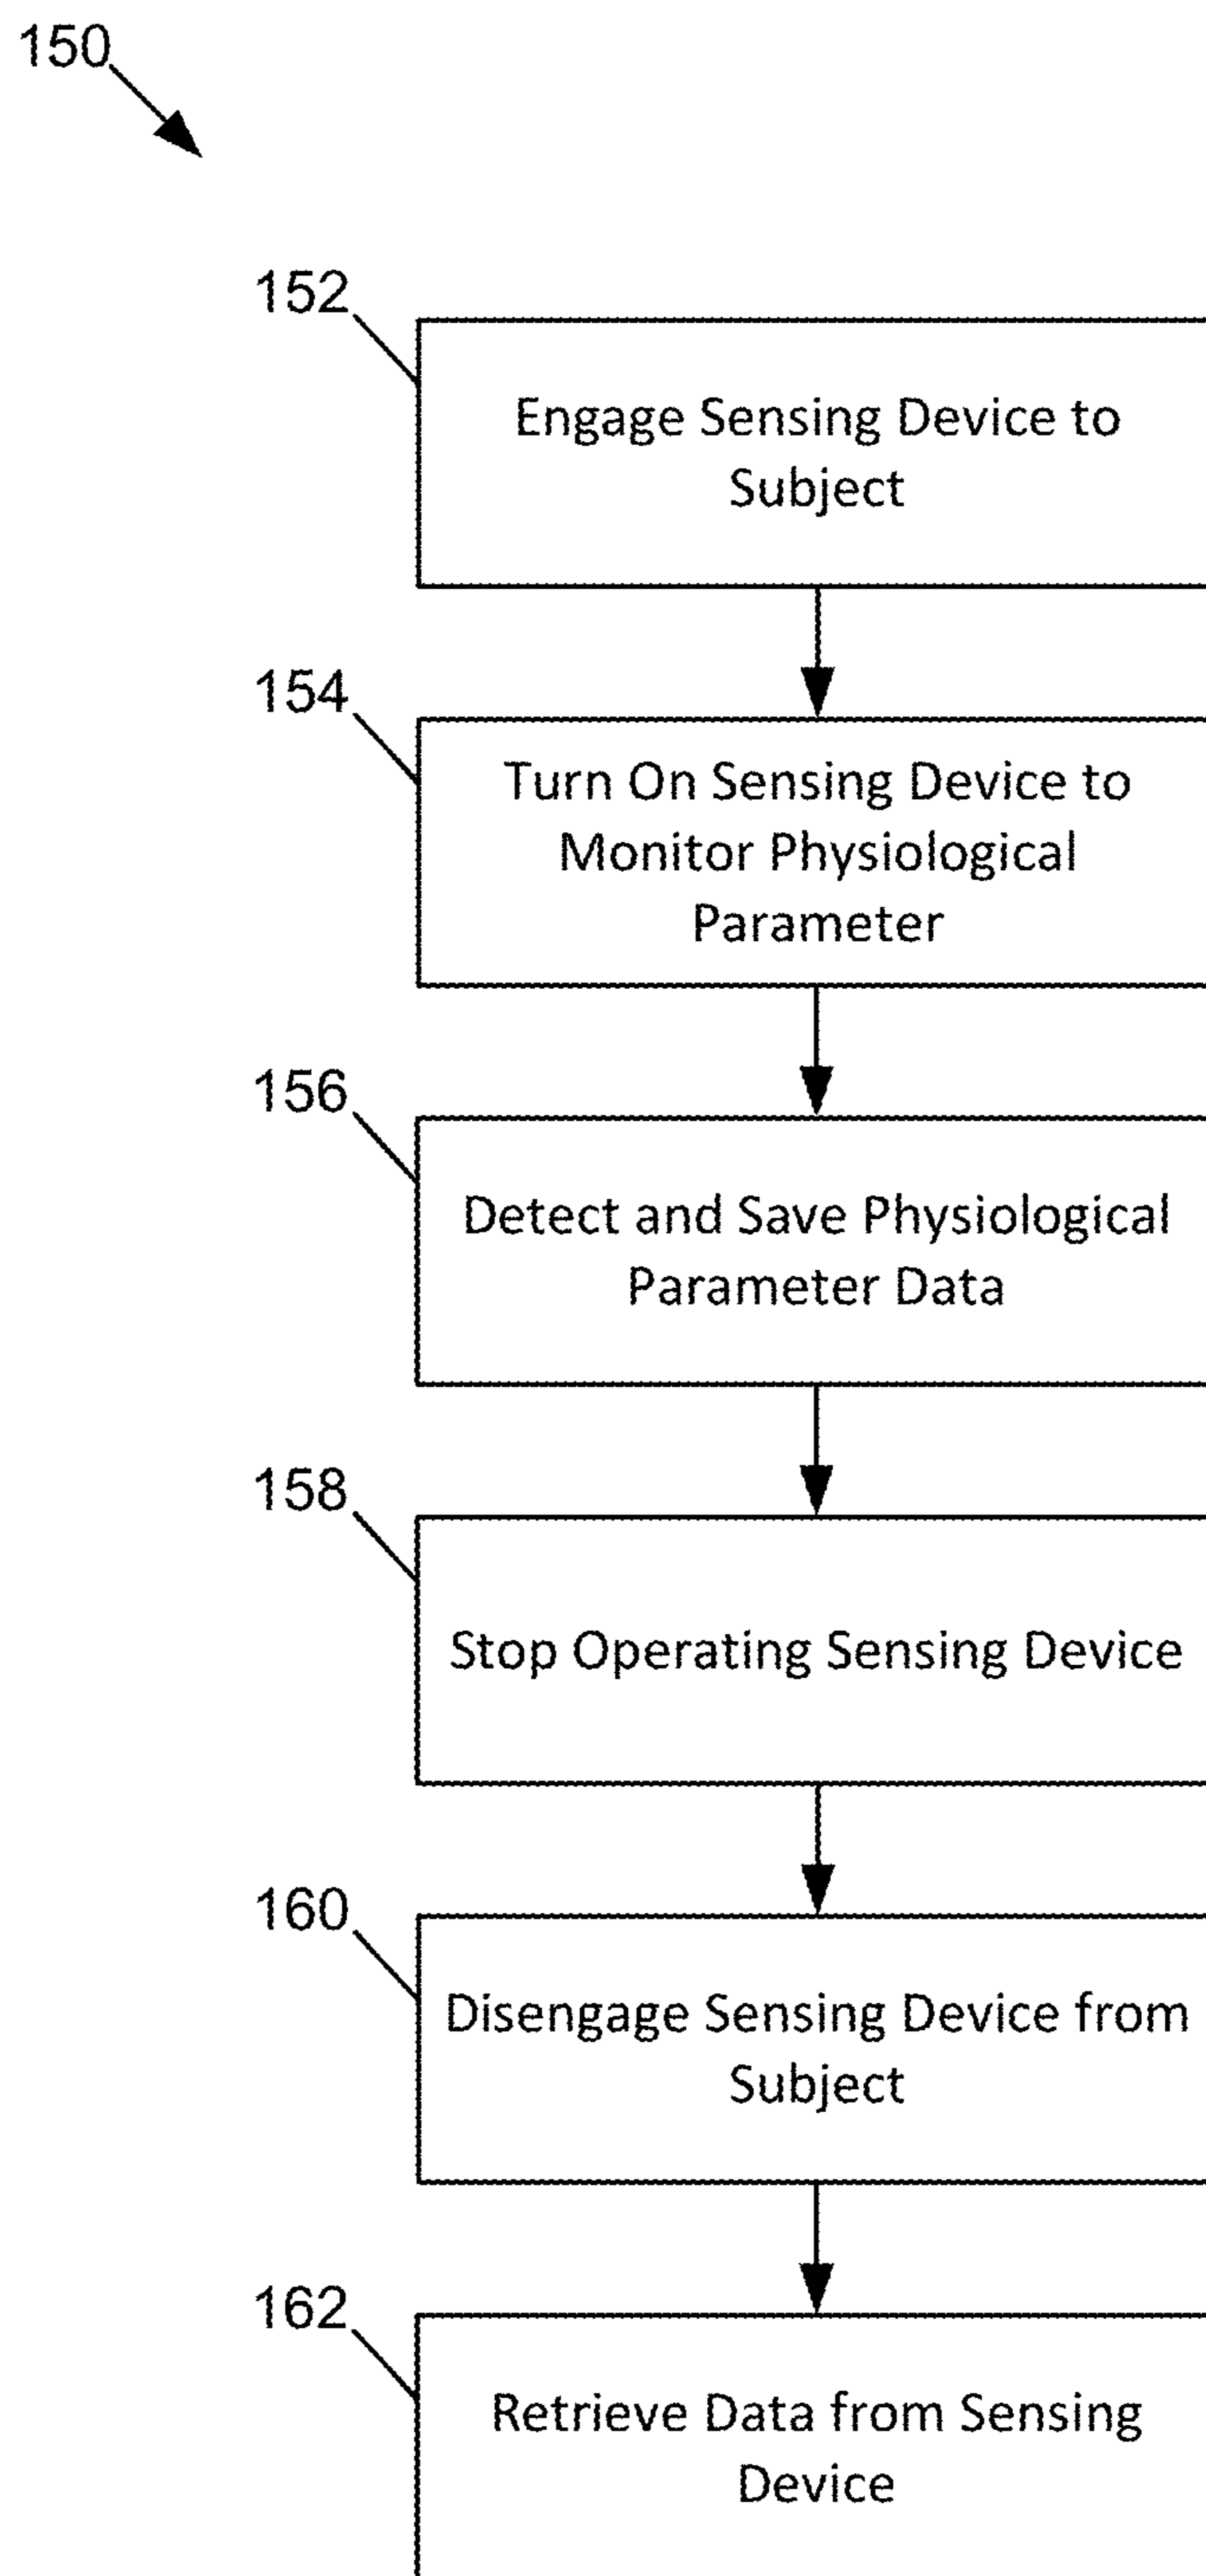 150
152
Engage Sensing Device to
Subject
154
Turn On Sensing Device to
Monitor Physiological
Parameter
156
Detect and Save Physiological
Parameter Data
158
Stop Operating Sensing Device
160
Disengage Sensing Device from
Subject
162
Retrieve Data from Sensing
Device